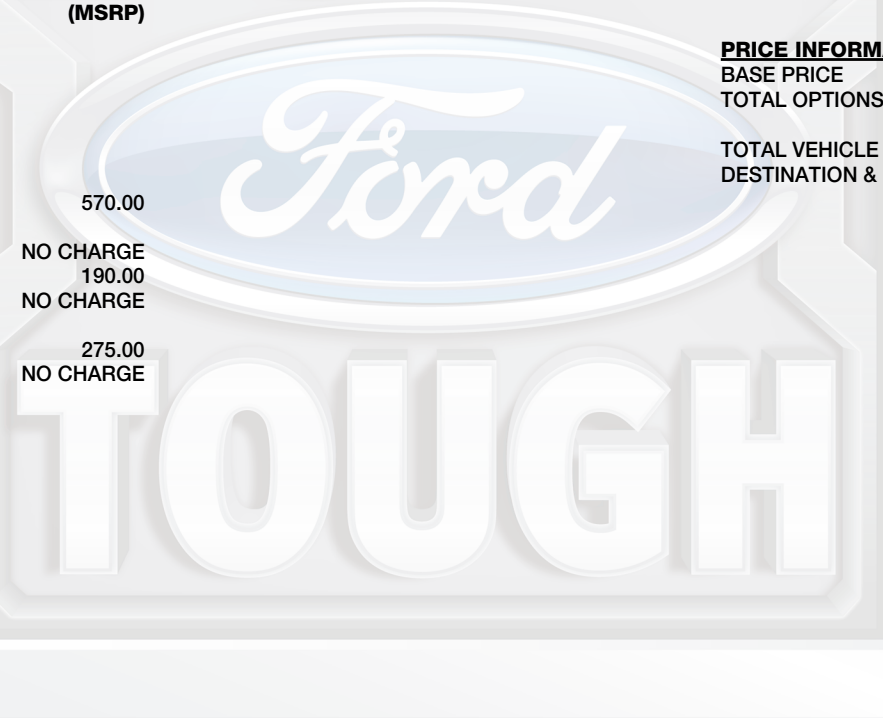 (MSRP)
570.00
NO CHARGE
190.00
NO CHARGE
275.00
NO CHARGE
PRICE INFORMA
BASE PRICE
TOTAL OPTIONS
TOTAL VEHICLE
DESTINATION &
Ford
TOUGH